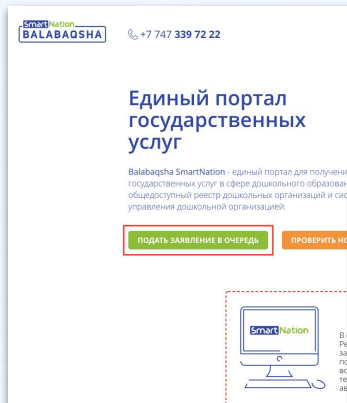 SmartNation
BALABAQSHA
+7 747 339 72 22
Единый портал
государственных
услуг
Balabaqsha SmartNation - единый портал для получени
государственных услуг в сфере дошкольного образован
общедоступный реестр дошкольных организаций и сис
управления дошкольной организацией.
ПОДАТЬ ЗАЯВЛЕНИЕ В ОЧЕРЕДЬ
ПРОВЕРИТЬ НО
SmartNation
В